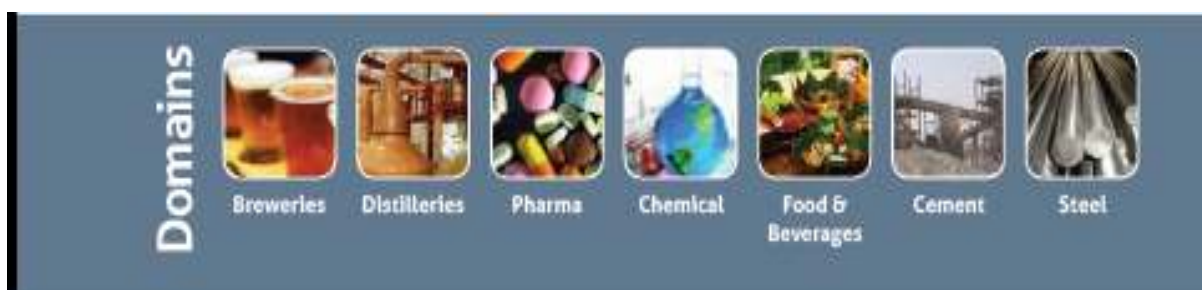 Domains
Breweries
Distilleries
Pharma
Chemical
Food &
Beverages
Cement
Steel